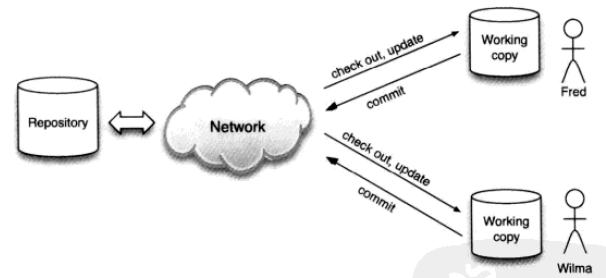 check out, update
Working
copy
commit
Fred
Repository
Network
check out, update
commit
Working
copy
Wilma